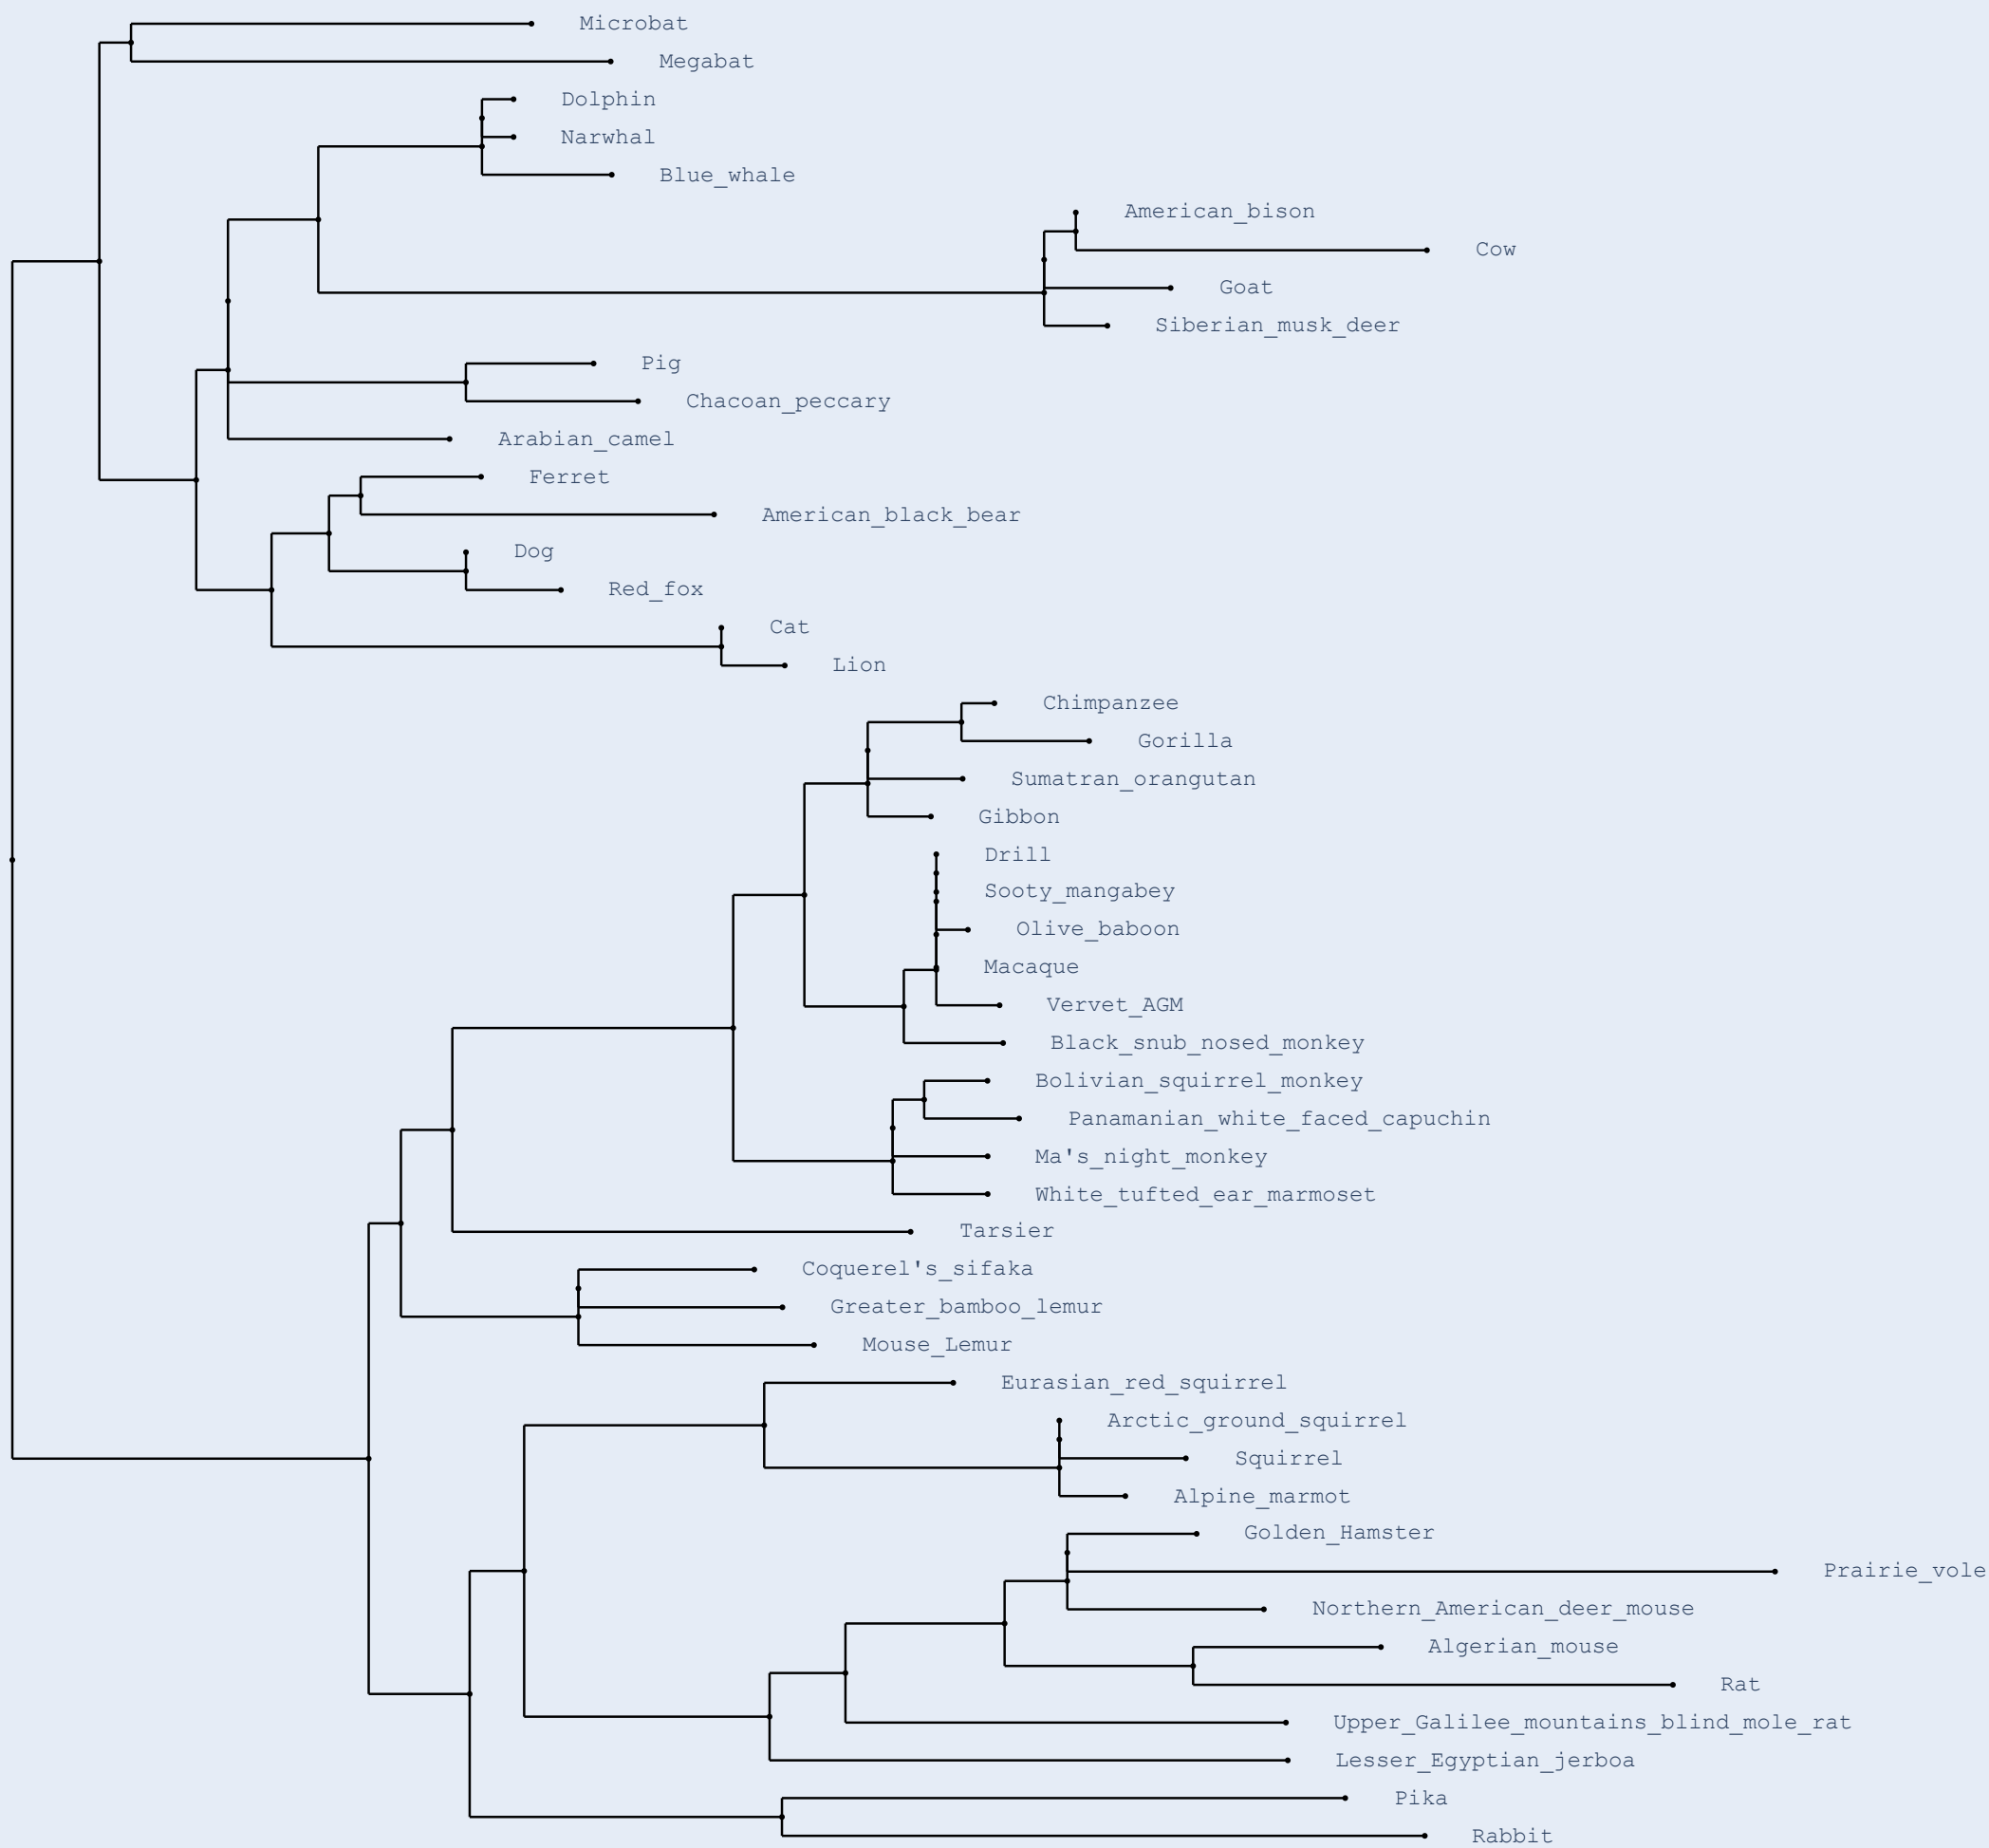 Microbat
Megabat
Dolphin
Narwhal
Blue_whale
American_bison
Cow
Goat
Siberian_musk_deer
Pig
Chacoan_peccary
Arabian_camel
Ferret
American_black_bear
Dog
Red_fox
Cat
Lion
Chimpanzee
Gorilla
Sumatran_orangutan
Gibbon
Drill
Sooty_mangabey
Olive_baboon
Macaque
Vervet_AGM
Black_snub_nosed_monkey
Bolivian_squirrel_monkey
Panamanian_white_faced_capuchin
Ma's_night_monkey
White_tufted_ear_marmoset
Tarsier
Coquerel's_sifaka
Greater_bamboo_lemur
Mouse_Lemur
Eurasian_red_squirrel
Arctic_ground_squirrel
Squirrel
Alpine_marmot
Golden_Hamster
Prairie_vole
Northern_American_deer_mouse
Algerian_mouse
Rat
Upper_Galilee_mountains_blind_mole_rat
Lesser_Egyptian_jerboa
Pika
Rabbit